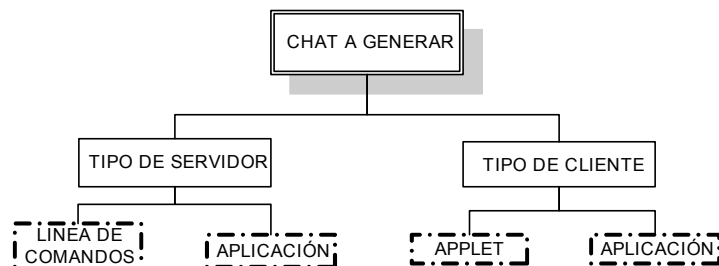 CHAT A GENERAR
TIPO DE SERVIDOR
TIPO DE CLIENTE
LINEA DE
COMANDOS
APLICACIÓN
APPLET
APLICACIÓN